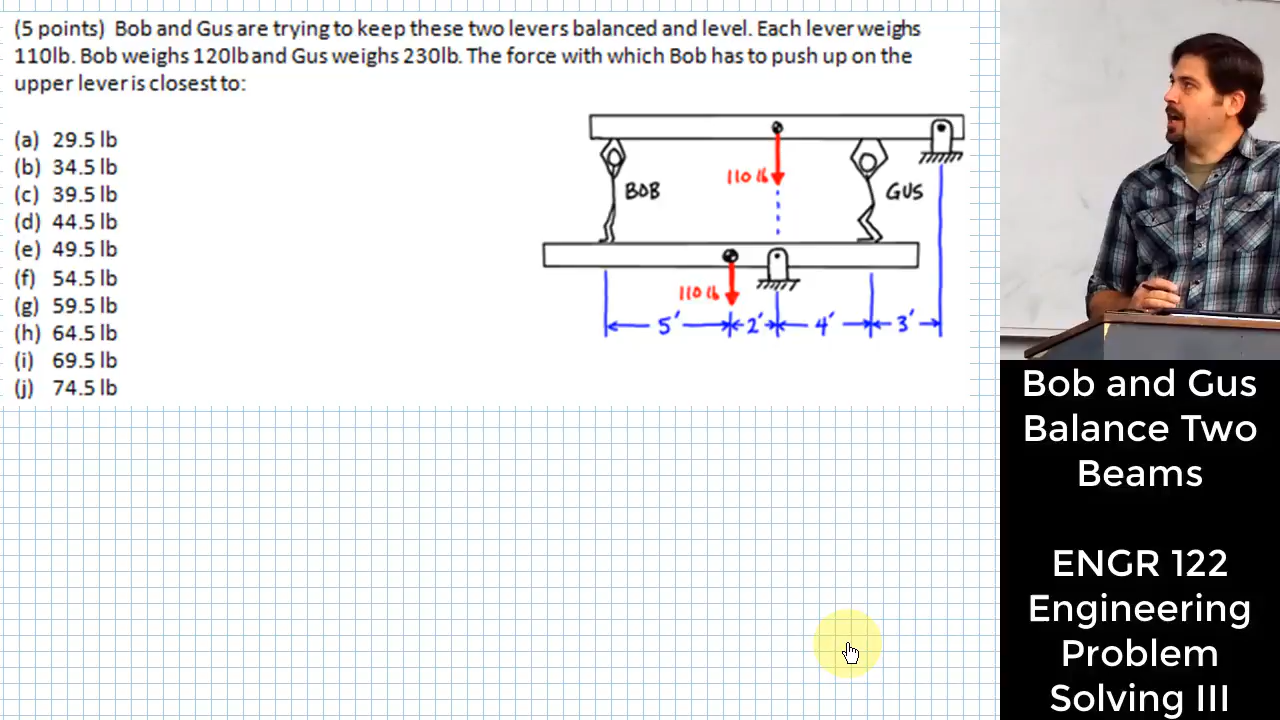 (5 points) Bob and Gus are trying to keep these two levers balanced and level. Each lever weighs
110lb. Bob weighs 120lb and Gus weighs 230lb. The force with which Bob has to push up on the
upper lever is closest to:
(a) 29.5 lb
(b) 34.5 lb
(c) 39.5 lb
(d) 44.5 lb
(e) 49.5 lb
(f) 54.5 lb
(g) 59.5 lb
(h) 64.5 lb
(i) 69.5 lb
(j) 74.5 lb
110 lb
BOB
GUS
110 lb
5' 2' 4' 3'
Bob and Gus
Balance Two
Beams
ENGR 122
Engineering
Problem
Solving III